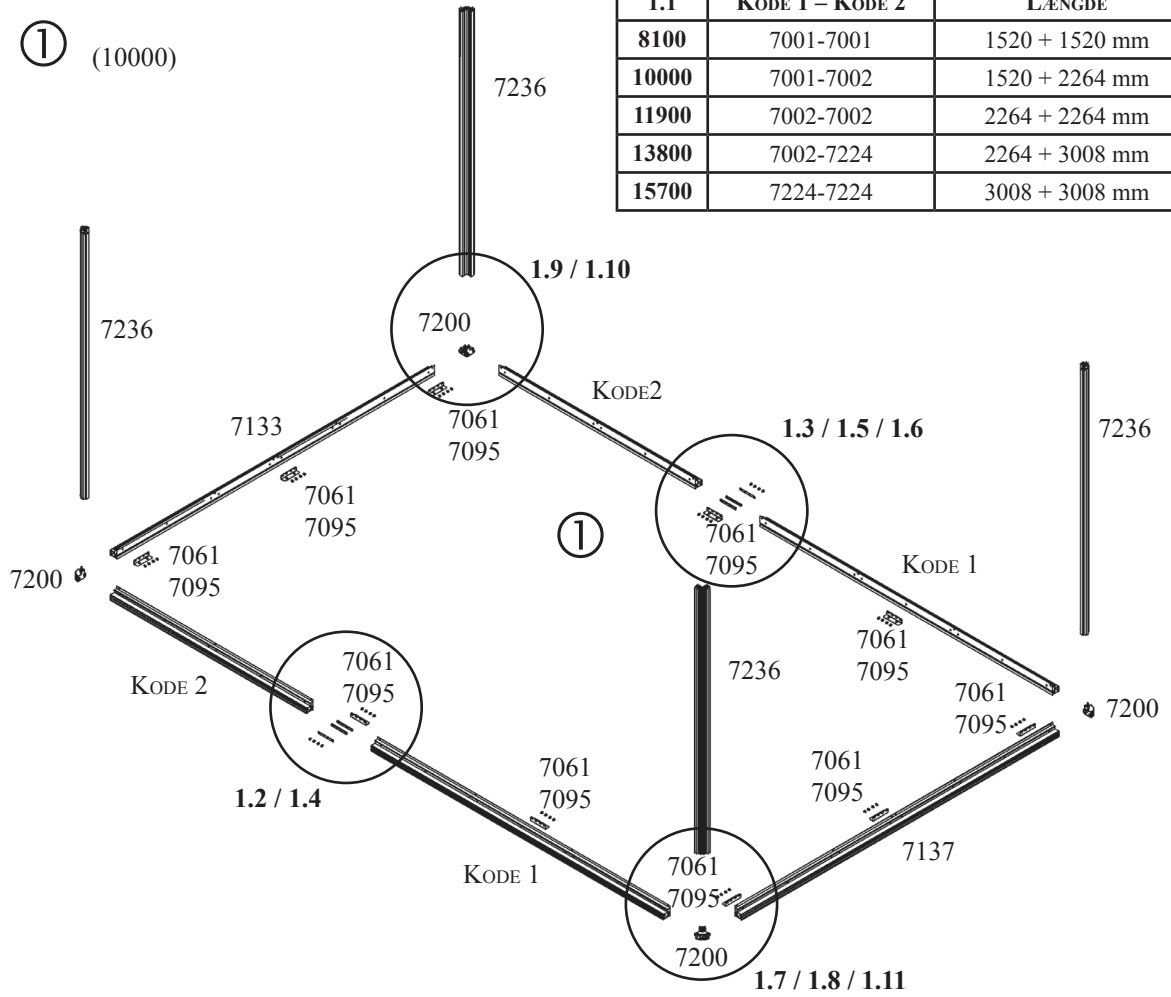 1.1 KODE 1 – KODE 2 LÆNGDE
① (10000)
8100 7001-7001 1520 + 1520 mm
10000 7001-7002 1520 + 2264 mm
11900 7002-7002 2264 + 2264 mm
13800 7002-7224 2264 + 3008 mm
15700 7224-7224 3008 + 3008 mm
7236
1.9 / 1.10
7236
7200
KODE2
7061
7095
7133
1.3 / 1.5 / 1.6
7236
7061
7095
①
7061
7095
7061
7095
7200
KODE 1
7061
7095
7061
7095
7236
KODE 2
7061
7095
7200
1.2 / 1.4
7061
7095
7061
7095
7137
KODE 1
7061
7095
7200
1.7 / 1.8 / 1.11